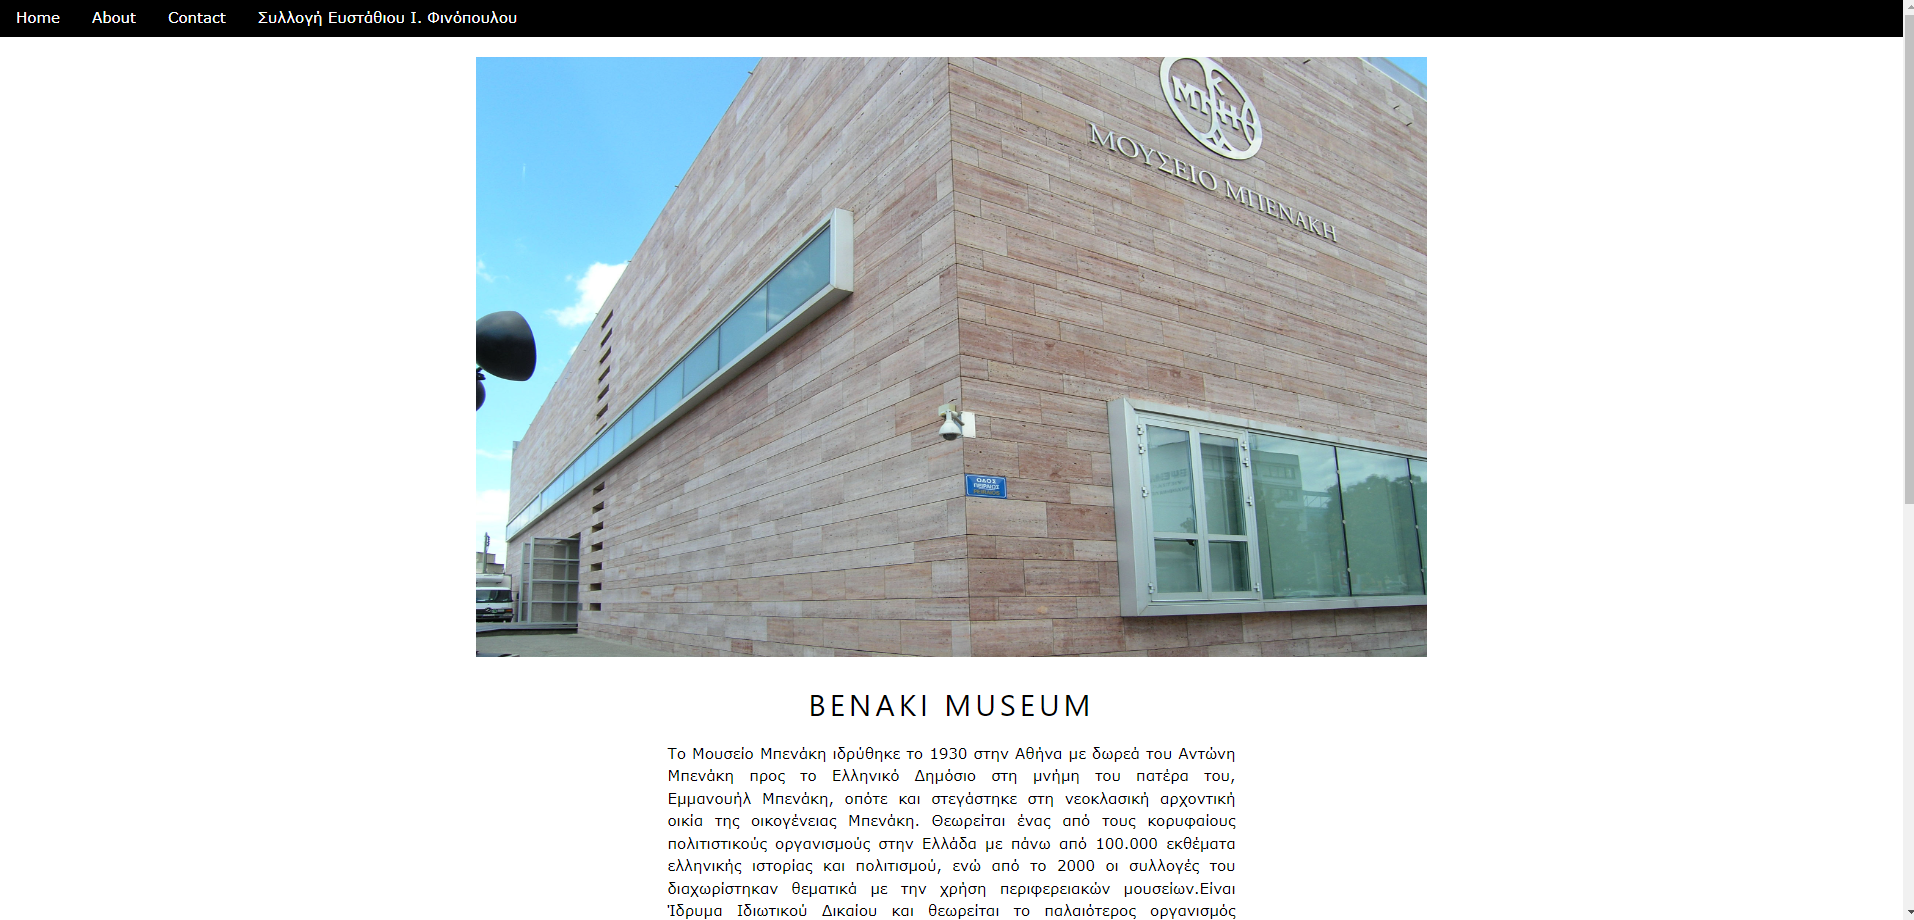 Home About Contact Συλλογή Ευστάθιου Ι. Φινόπουλου
ΜΟΥΣΕΙΟ ΜΠΕΝΑΚΗ
ΟΔΟΣ
ΠΕΙΡΑΙΩΣ
BENAKI MUSEUM
Το Μουσείο Μπενάκη ιδρύθηκε το 1930 στην Αθήνα με δωρεά του Αντώνη
Μπενάκη προς το Ελληνικό Δημόσιο στη μνήμη του πατέρα του,
Εμμανουήλ Μπενάκη, οπότε και στεγάστηκε στη νεοκλασική αρχοντική
οικία της οικογένειας Μπενάκη. Θεωρείται ένας από τους κορυφαίους
πολιτιστικούς οργανισμούς στην Ελλάδα με πάνω από 100.000 εκθέματα
ελληνικής ιστορίας και πολιτισμού, ενώ από το 2000 οι συλλογές του
διαχωρίστηκαν θεματικά με την χρήση περιφερειακών μουσείων.Είναι
Ίδρυμα Ιδιωτικού Δικαίου και θεωρείται το παλαιότερος οργανισμός